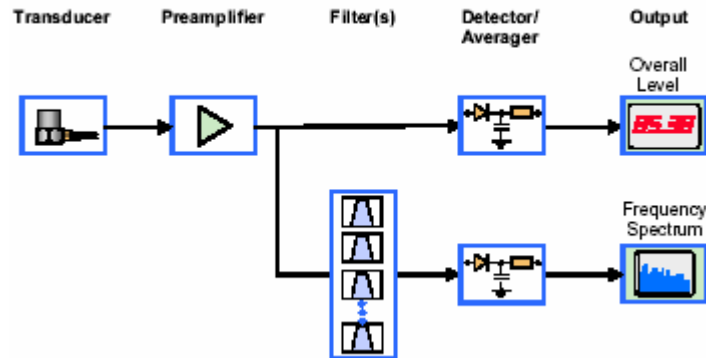 Transducer Preamplifier Filter(s) Detector/ Output
Averager
Overall
Level
85.38
Frequency
Spectrum